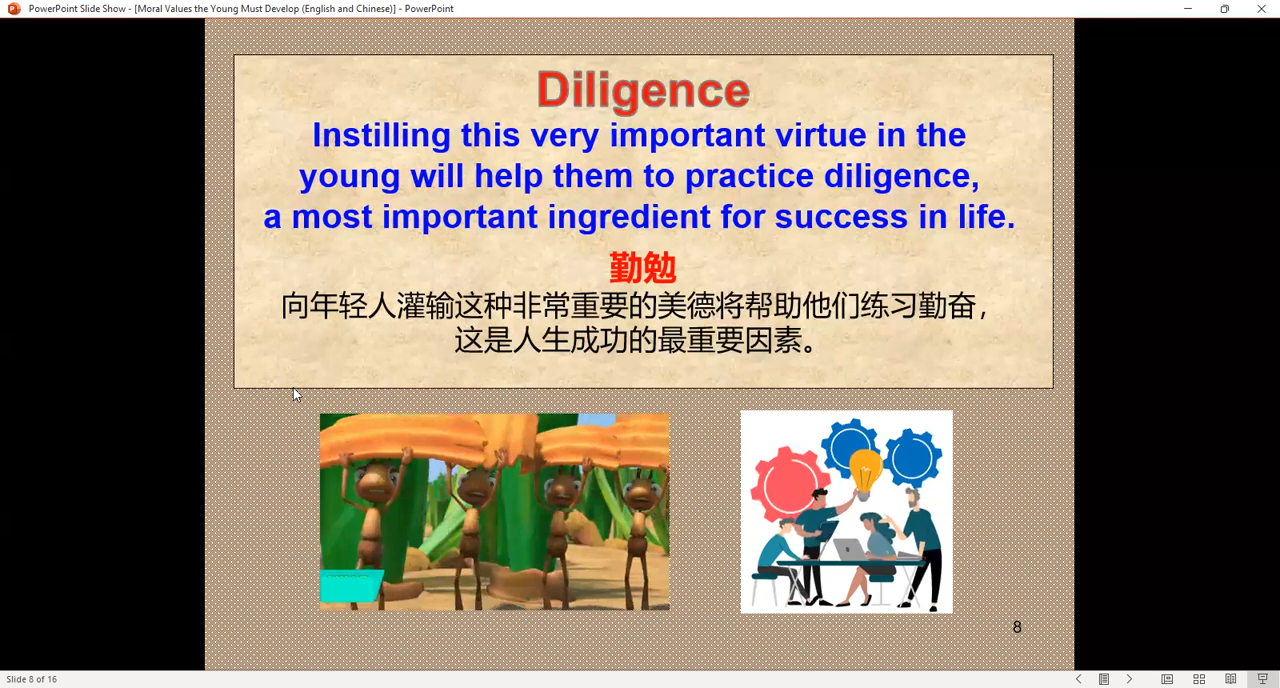 PowerPoint Slide Show - [Moral Values the Young Must Develop (English and Chinese)] - PowerPoint
Diligence
Instilling this very important virtue in the
young will help them to practice diligence,
a most important ingredient for success in life.
勤勉
向年轻人灌输这种非常重要的美德将帮助他们练习勤奋，
这是人生成功的最重要因素。
8
Slide 8 of 16